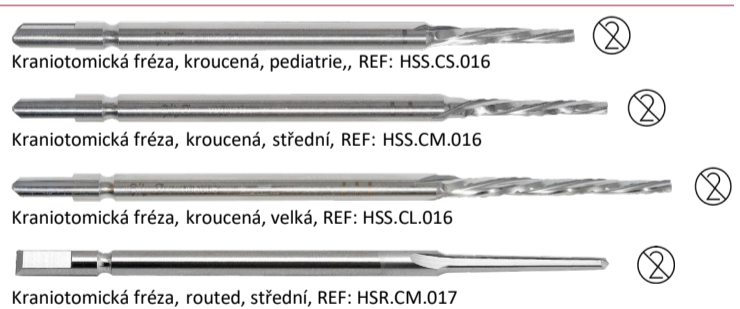 Kraniotomická fréza, kroucená, pediatrie,, REF: HSS.CS.016
Kraniotomická fréza, kroucená, střední, REF: HSS.CM.016
Kraniotomická fréza, kroucená, velká, REF: HSS.CL.016
Kraniotomická fréza, routed, střední, REF: HSR.CM.017